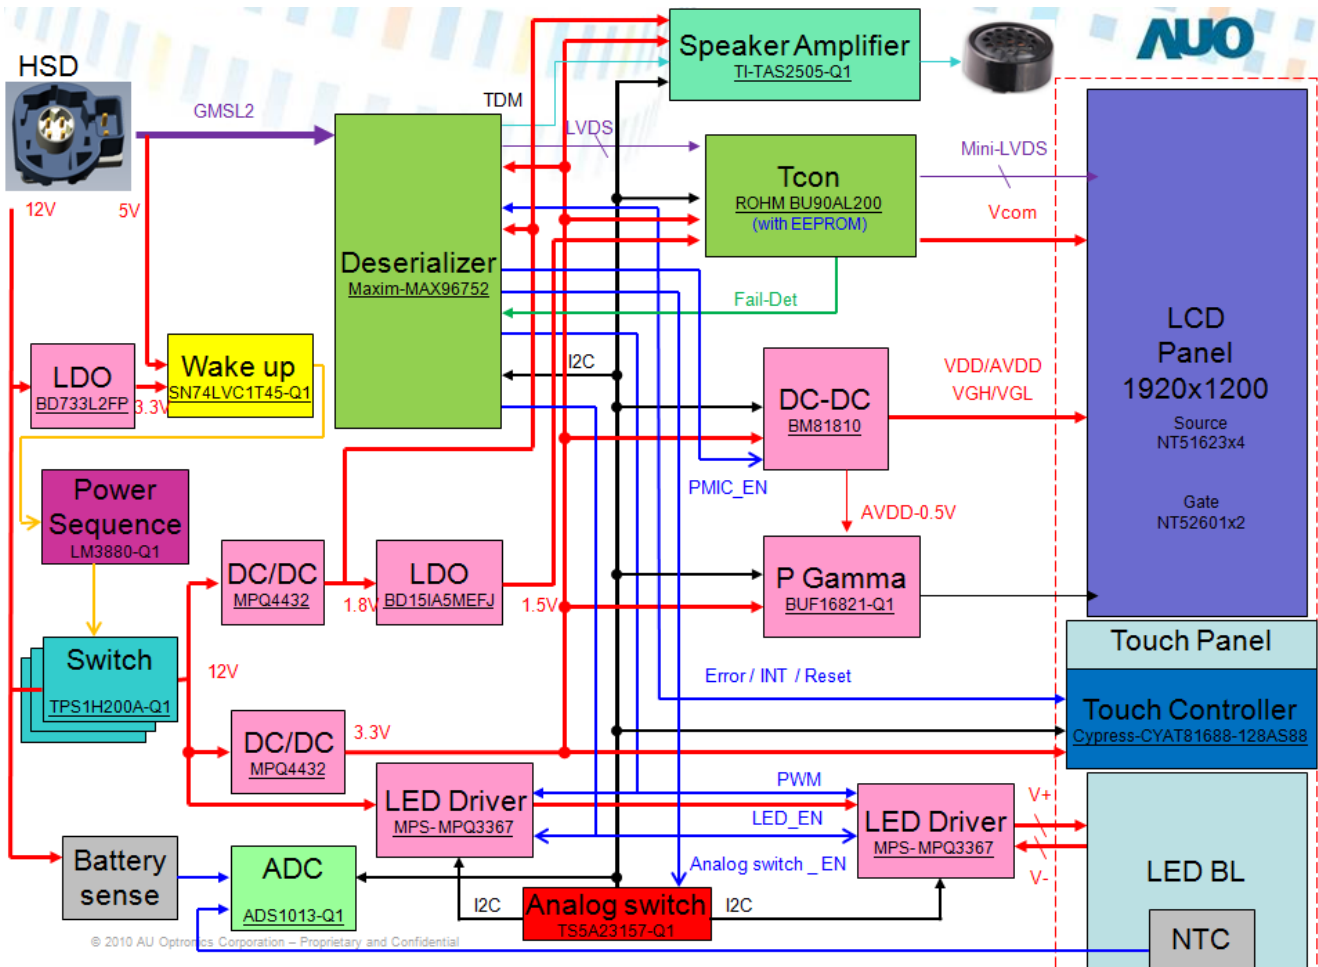 HSD
AUO
GMSL2
TDM
Speaker Amplifier
TI-TAS2505-Q1
LVDS
Mini-LVDS
Tcon
ROHM BU90AL200
(with EEPROM)
Vcom
12V
5V
Deserializer
Maxim-MAX96752
Fail-Det
LCD
Panel
1920x1200
Source
NT51623x4
Gate
NT52601x2
LDO
BD733L2FP
3.3V
Wake up
SN74LVC1T45-Q1
I2C
DC-DC
BM81810
VDD/AVDD
VGH/VGL
PMIC_EN
AVDD-0.5V
Power
Sequence
LM3880-Q1
DC/DC
MPQ4432
1.8V
LDO
BD15IA5MEFJ
1.5V
P Gamma
BUF16821-Q1
Touch Panel
Switch
TPS1H200A-Q1
12V
Error / INT / Reset
Touch Controller
Cypress-CYAT81688-128AS88
DC/DC
MPQ4432
3.3V
LED Driver
MPS- MPQ3367
PWM
LED_EN
LED Driver
MPS- MPQ3367
V+
V-
Analog switch _ EN
LED BL
Battery
sense
ADC
ADS1013-Q1
I2C
Analog switch
TS5A23157-Q1
I2C
NTC
© 2010 AU Optronics Corporation – Proprietary and Confidential